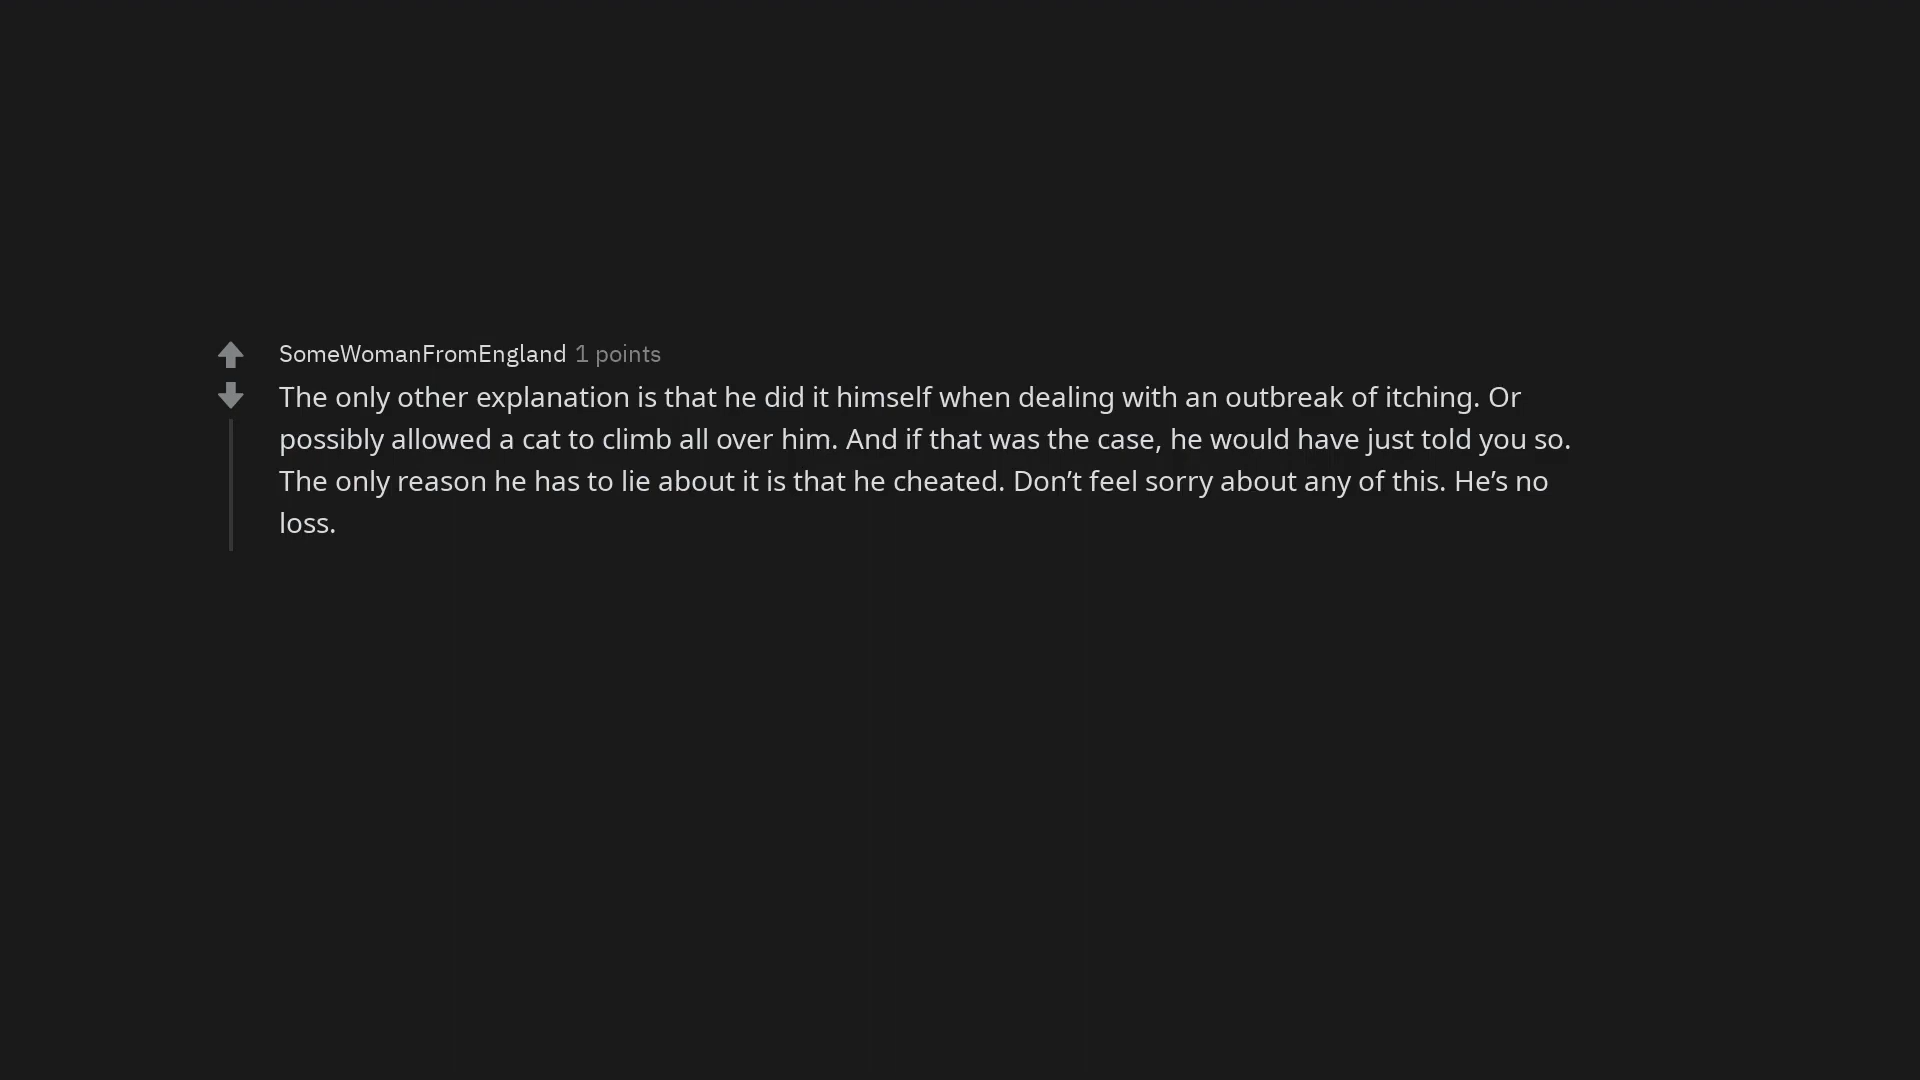 SomeWomanFromEngland 1 points
The only other explanation is that he did it himself when dealing with an outbreak of itching. Or
possibly allowed a cat to climb all over him. And if that was the case, he would have just told you so.
The only reason he has to lie about it is that he cheated. Don’t feel sorry about any of this. He’s no
loss.